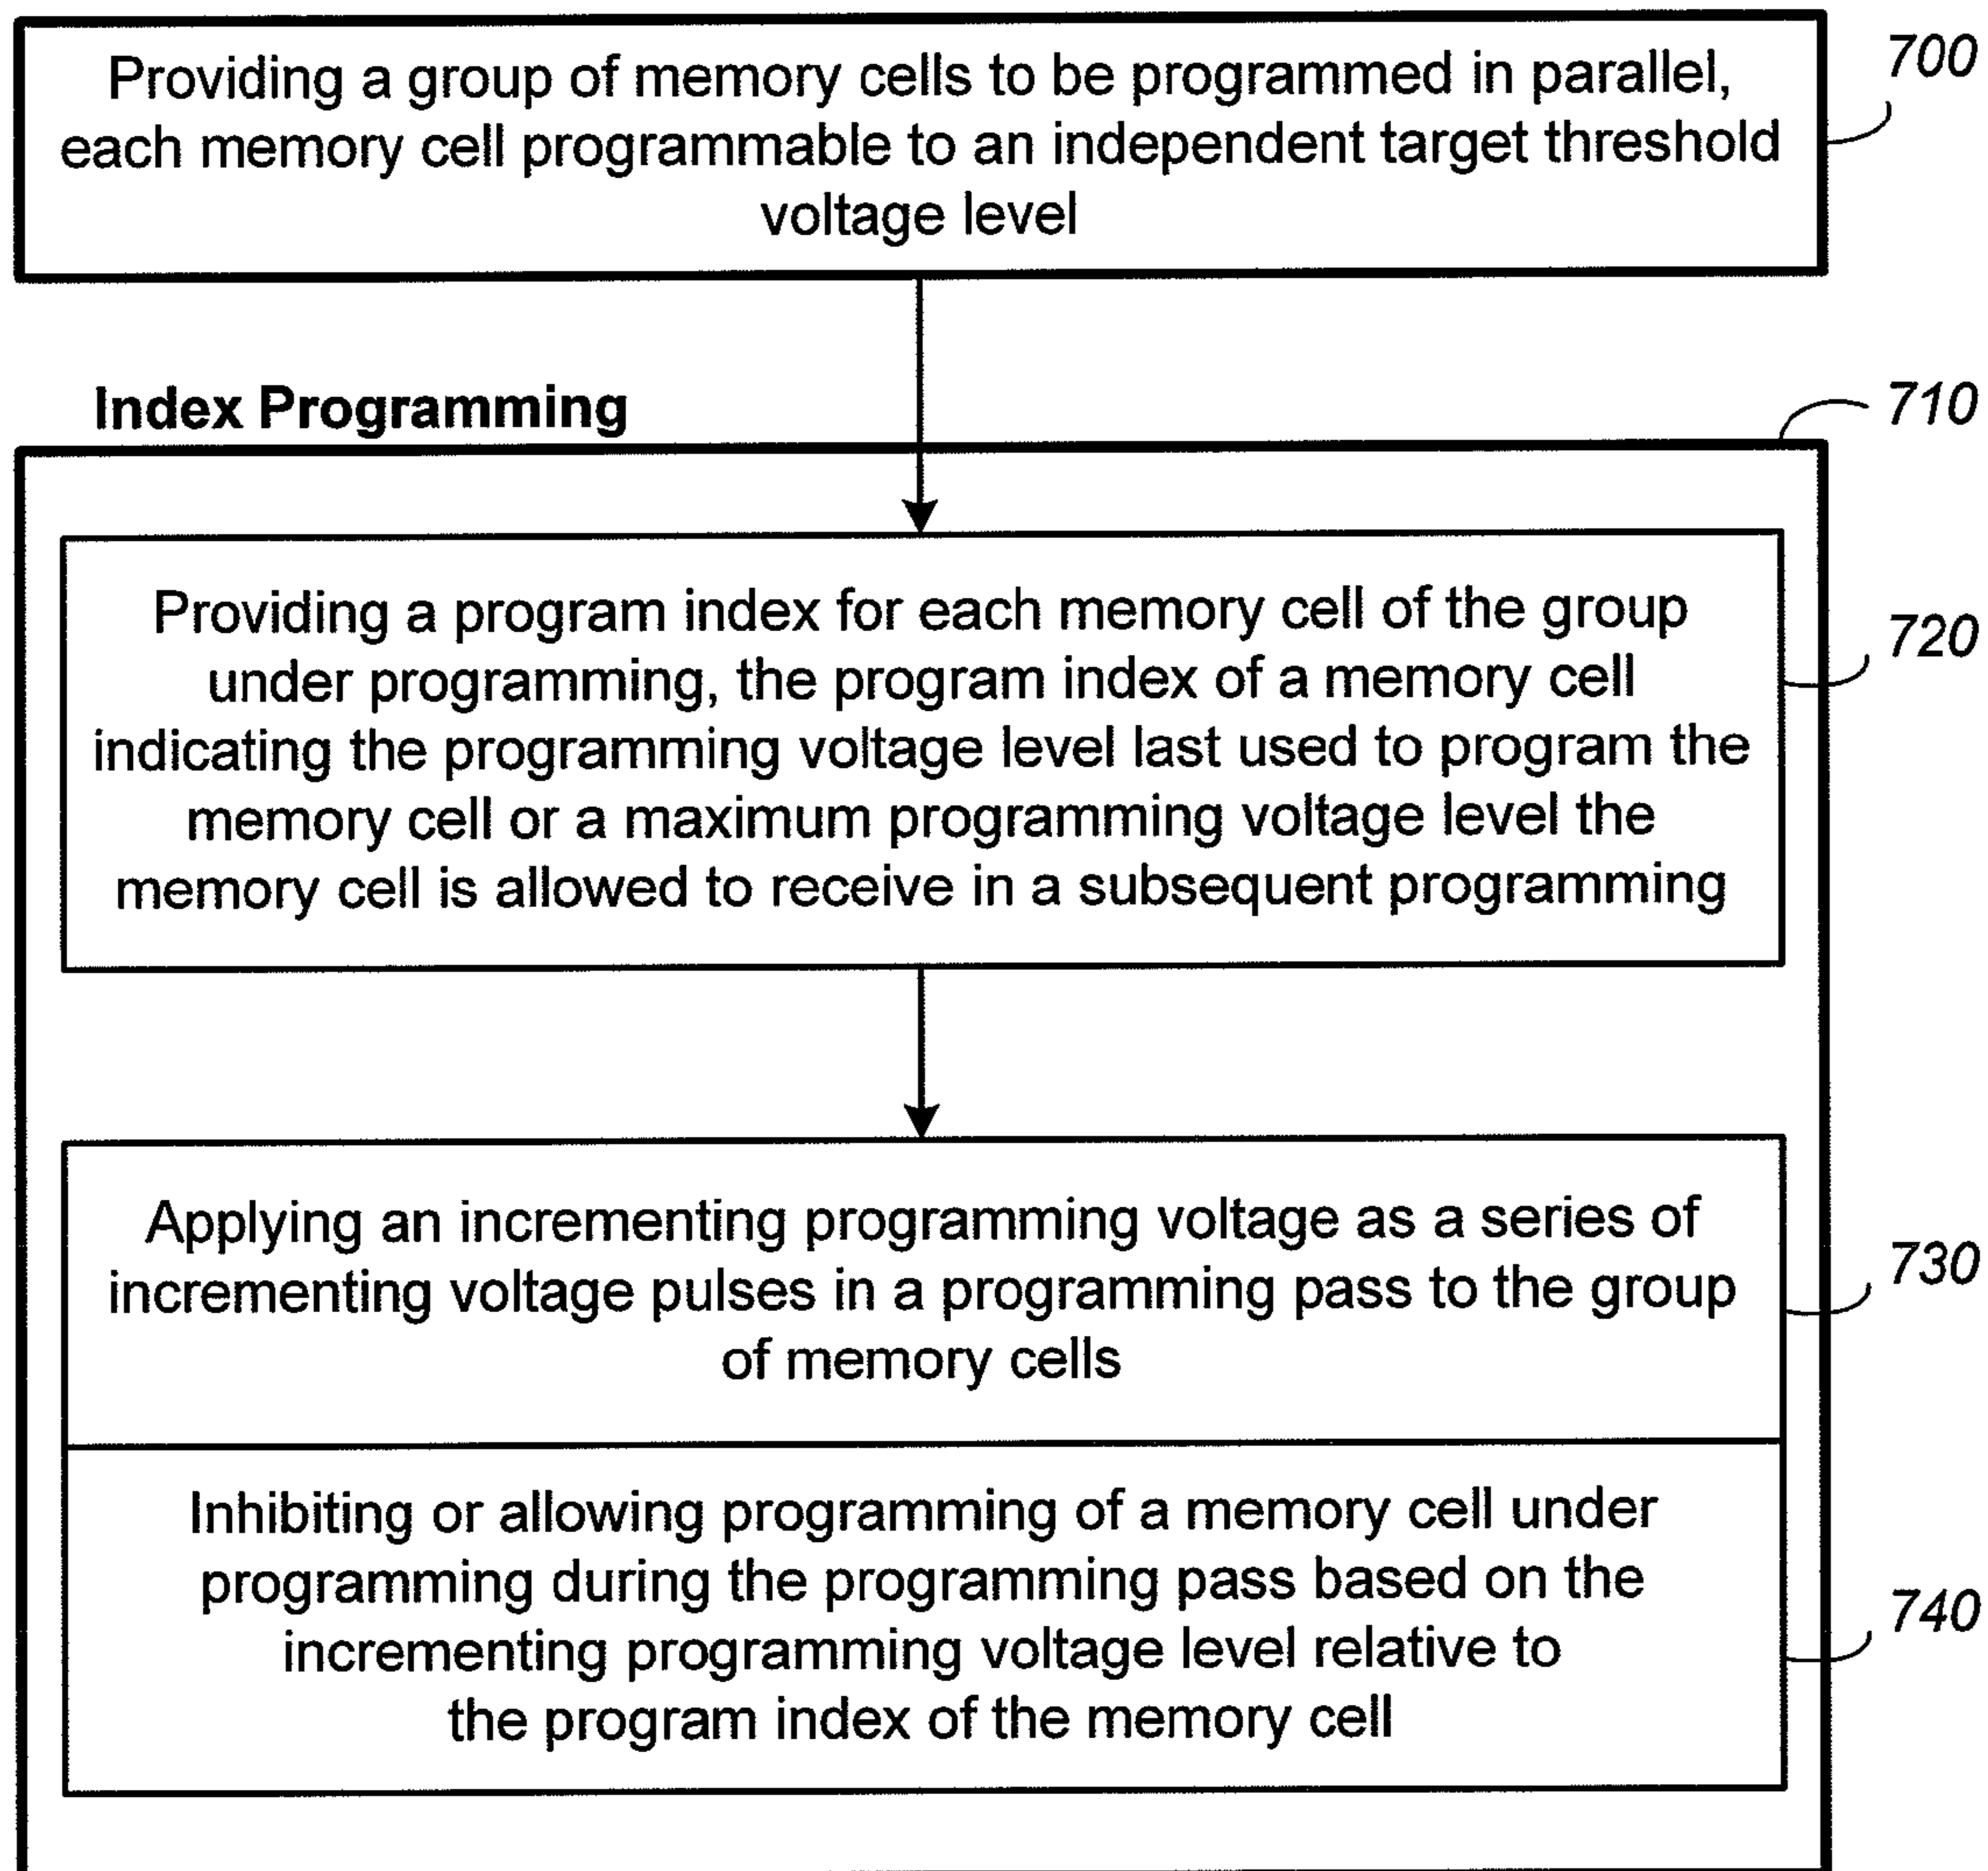 Providing a group of memory cells to be programmed in parallel,
each memory cell programmable to an independent target threshold
voltage level
700
Index Programming
710
Providing a program index for each memory cell of the group
under programming, the program index of a memory cell
indicating the programming voltage level last used to program the
memory cell or a maximum programming voltage level the
memory cell is allowed to receive in a subsequent programming
720
Applying an incrementing programming voltage as a series of
incrementing voltage pulses in a programming pass to the group
of memory cells
730
Inhibiting or allowing programming of a memory cell under
programming during the programming pass based on the
incrementing programming voltage level relative to
the program index of the memory cell
740